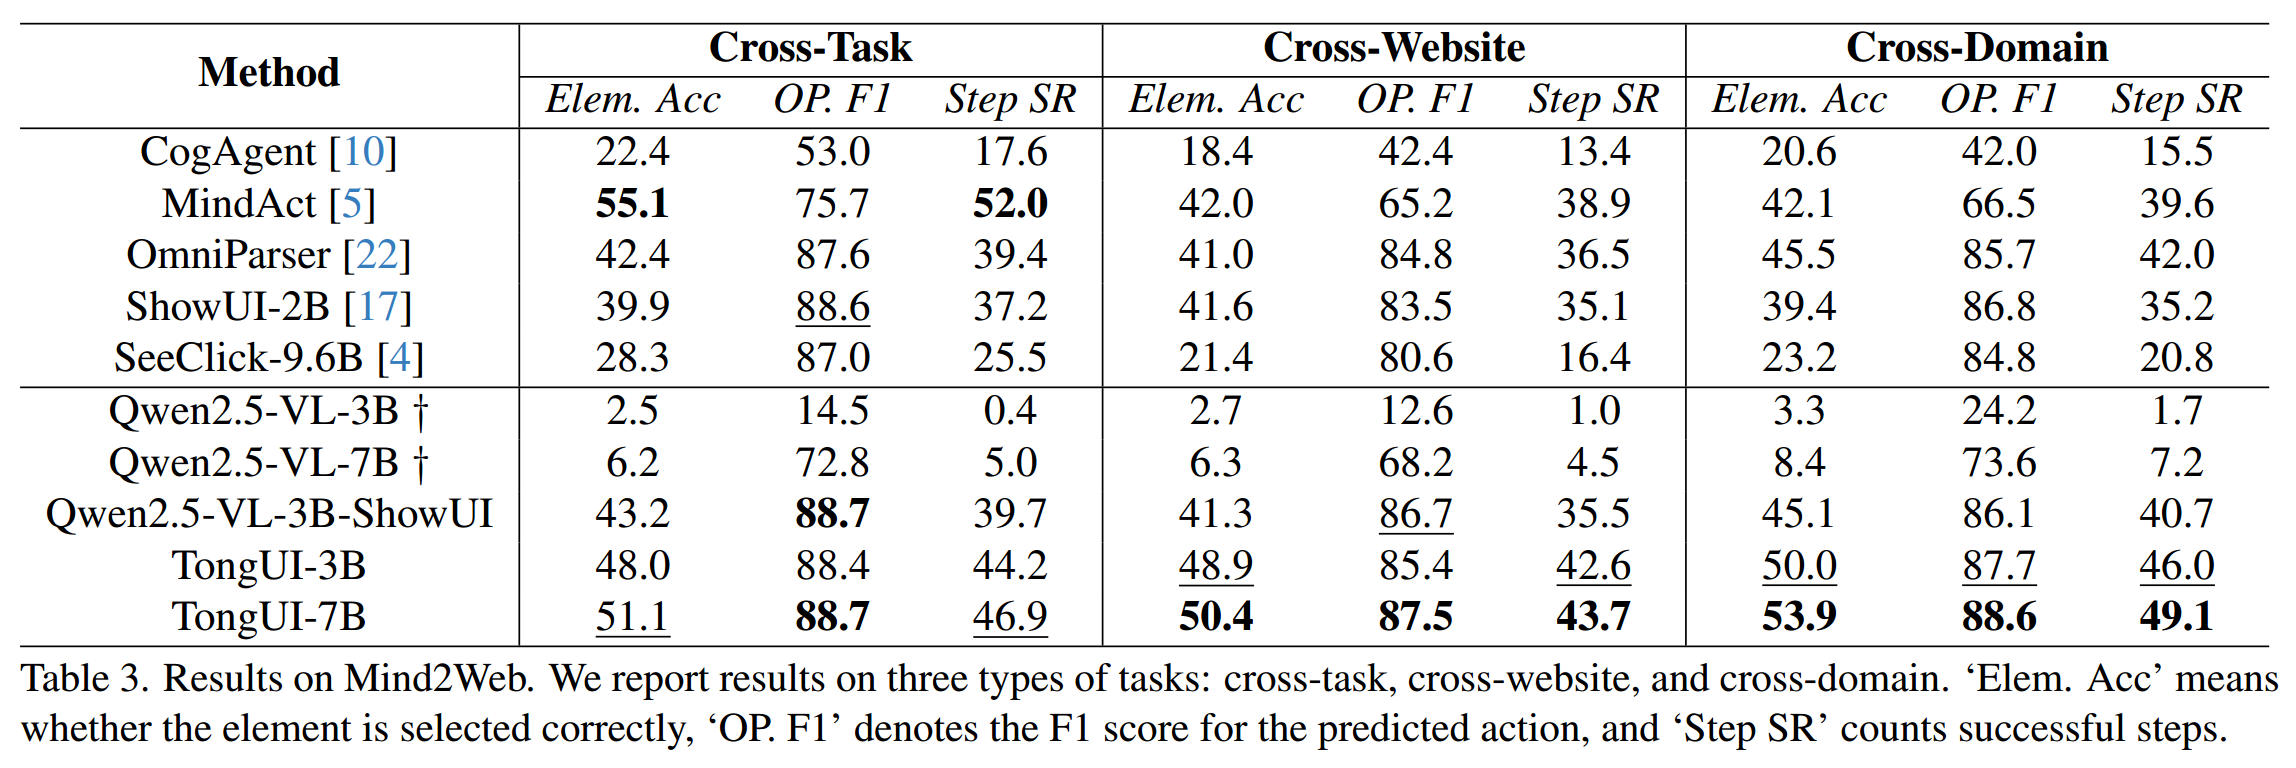 Method Cross-Task Cross-Website Cross-Domain
Elem. Acc OP. F1 Step SR Elem. Acc OP. F1 Step SR Elem. Acc OP. F1 Step SR
CogAgent [10] 22.4 53.0 17.6 18.4 42.4 13.4 20.6 42.0 15.5
MindAct [5] 55.1 75.7 52.0 42.0 65.2 38.9 42.1 66.5 39.6
OmniParser [22] 42.4 87.6 39.4 41.0 84.8 36.5 45.5 85.7 42.0
ShowUI-2B [17] 39.9 88.6 37.2 41.6 83.5 35.1 39.4 86.8 35.2
SeeClick-9.6B [4] 28.3 87.0 25.5 21.4 80.6 16.4 23.2 84.8 20.8
Qwen2.5-VL-3B † 2.5 14.5 0.4 2.7 12.6 1.0 3.3 24.2 1.7
Qwen2.5-VL-7B † 6.2 72.8 5.0 6.3 68.2 4.5 8.4 73.6 7.2
Qwen2.5-VL-3B-ShowUI 43.2 88.7 39.7 41.3 86.7 35.5 45.1 86.1 40.7
TongUI-3B 48.0 88.4 44.2 48.9 85.4 42.6 50.0 87.7 46.0
TongUI-7B 51.1 88.7 46.9 50.4 87.5 43.7 53.9 88.6 49.1
Table 3. Results on Mind2Web. We report results on three types of tasks: cross-task, cross-website, and cross-domain. ‘Elem. Acc’ means
whether the element is selected correctly, ‘OP. F1’ denotes the F1 score for the predicted action, and ‘Step SR’ counts successful steps.